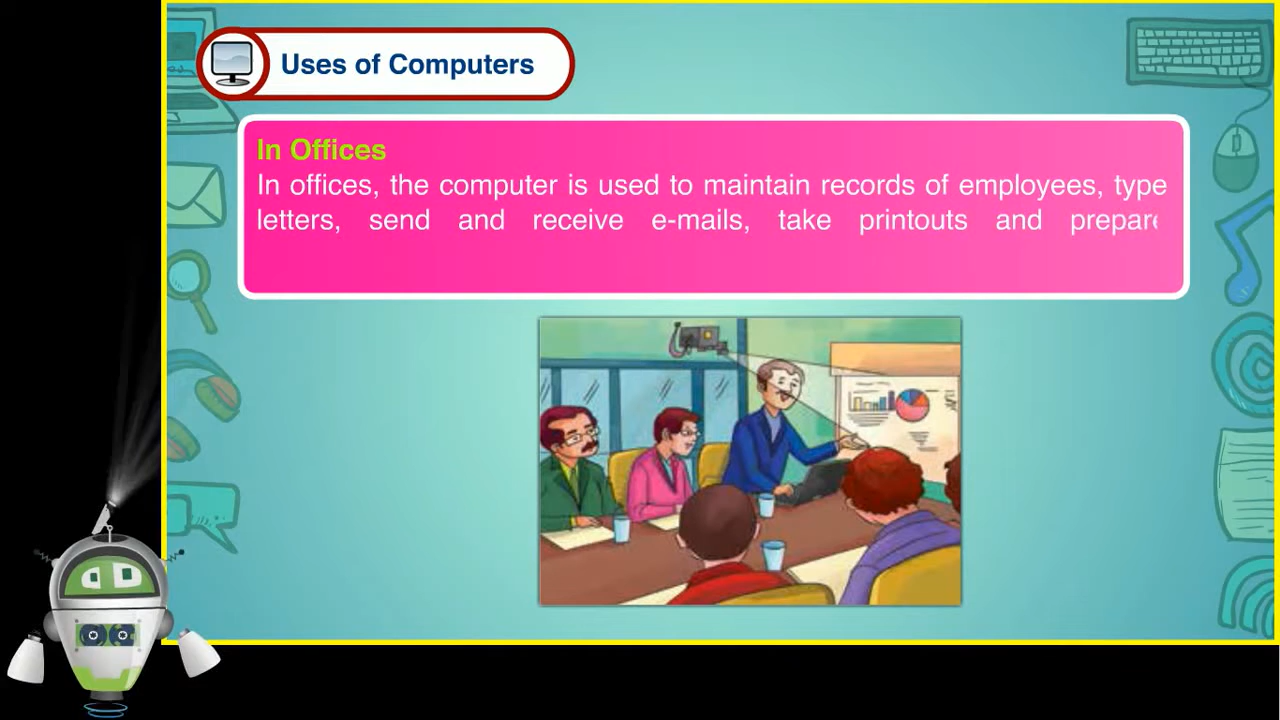 Uses of Computers
In Offices
In offices, the computer is used to maintain records of employees, type
letters, send and receive e-mails, take printouts and prepare